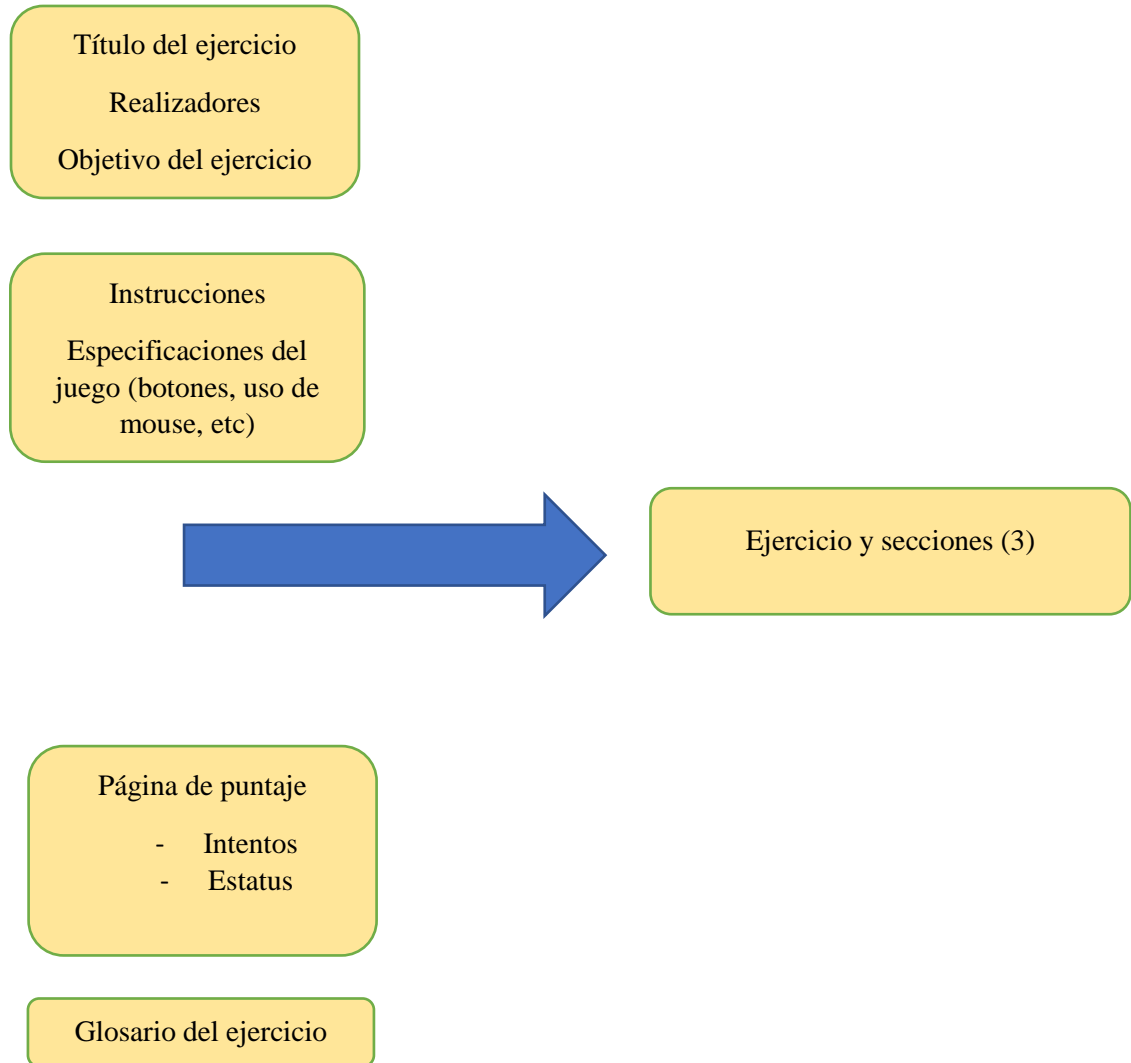 Título del ejercicio
Realizadores
Objetivo del ejercicio
Instrucciones
Especificaciones del
juego (botones, uso de
mouse, etc)
Ejercicio y secciones (3)
Página de puntaje
- Intentos
- Estatus
Glosario del ejercicio